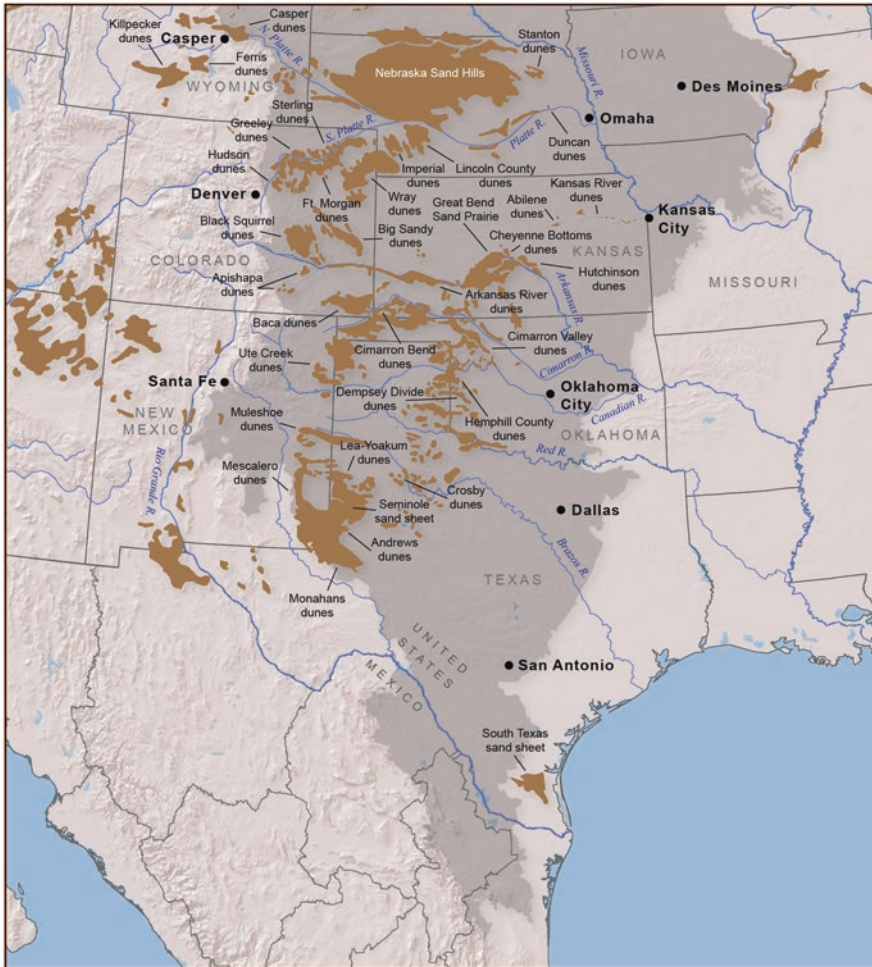 Casper
dunes
Killpecker
dunes
Casper
N. Platte R.
Ferris
dunes
WYOMING
Nebraska Sand Hills
Stanton
dunes
Missouri R.
IOWA
Des Moines
Omaha
Sterling
dunes
S. Platte R.
Platte R.
Greeley
dunes
Duncan
dunes
Hudson
dunes
Imperial
dunes
Lincoln County
dunes
Denver
Ft. Morgan
dunes
Wray
dunes
Great Bend
Sand Prairie
Abilene
dunes
Kansas River
dunes
Kansas
City
Black Squirrel
dunes
Big Sandy
dunes
Cheyenne Bottoms
dunes
KANSAS
COLORADO
Hutchinson
dunes
MISSOURI
Apishapa
dunes
Arkansas River
dunes
Arkansas R.
Baca dunes
Cimarron Bend
dunes
Cimarron Valley
dunes
Ute Creek
dunes
Cimarron R.
Santa Fe
Dempsey Divide
dunes
Oklahoma
City
Canadian R.
NEW
MEXICO
Muleshoe
dunes
Hemphill County
dunes
OKLAHOMA
Rio Grande R.
Lea-Yoakum
dunes
Red R.
Mescalero
dunes
Crosby
dunes
Seminole
sand sheet
Dallas
Andrews
dunes
Brazos R.
Monahans
dunes
TEXAS
UNITED
STATES
MEXICO
San Antonio
South Texas
sand sheet